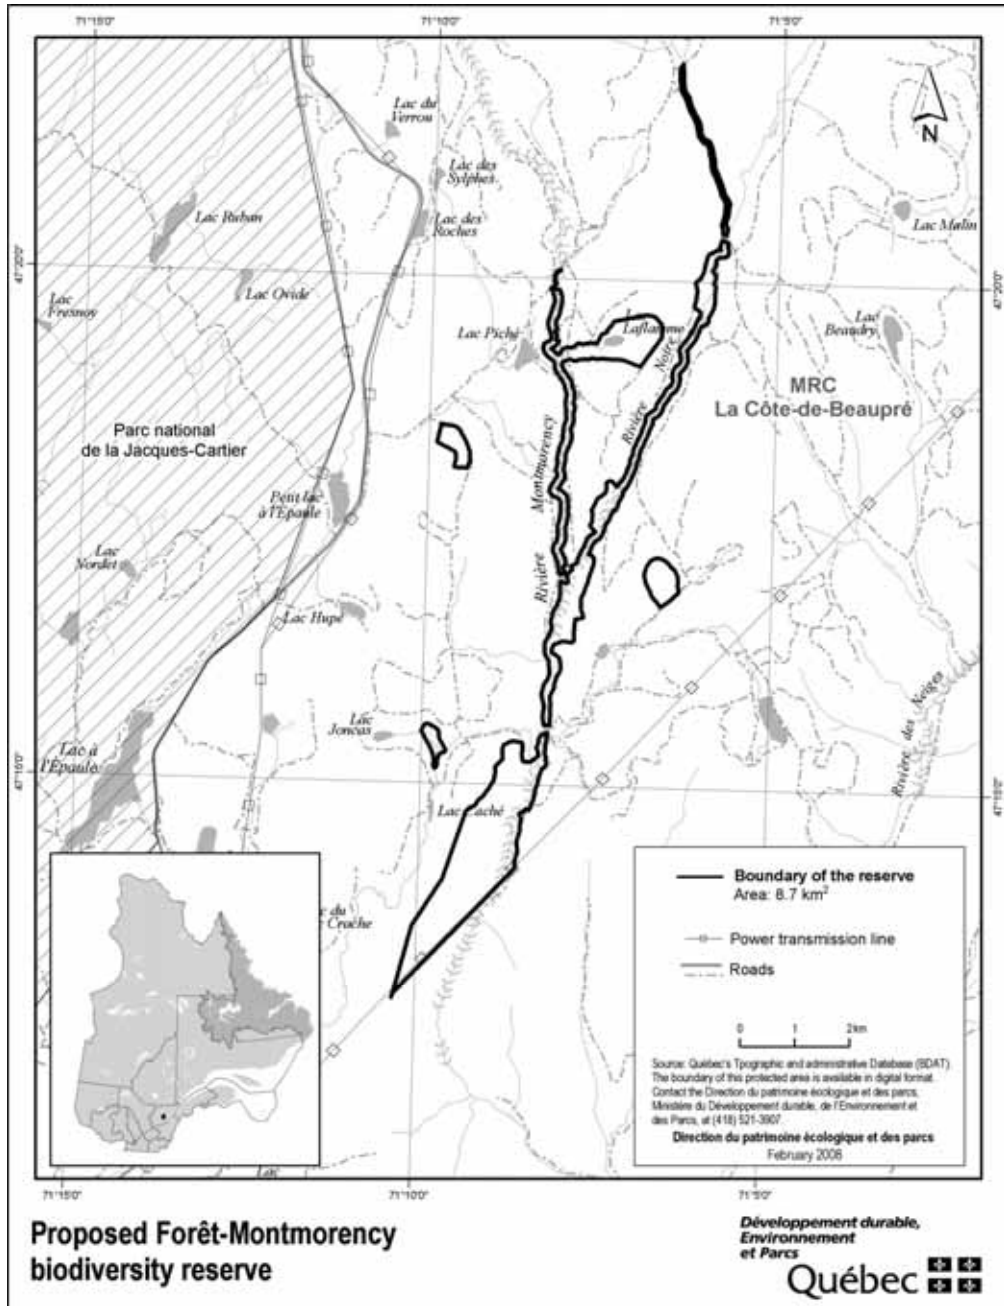 71°15'0"
71°10'0"
71°5'0"
Lac du
Verrou
N
Lac des
Sylphes
Lac Ruban
Lac des
Roches
Lac Malin
47°20'0"
47°20'0"
Lac
Fresnoy
Lac Ovide
Lac Piché
Laflamme
Lac
Beaudry
Rivière Noire
MRC
La Côte-de-Beaupré
Parc national
de la Jacques-Cartier
Rivière Montmorency
Petit lac
à l'Épaule
Lac
Nordet
Lac Hupé
Lac
Joncas
Rivière des Neiges
Lac à
l'Épaule
47°15'0"
47°15'0"
Lac Caché
du
Croche
Boundary of the reserve
Area: 8.7 km²
Power transmission line
Roads
0 1 2 km
Source: Québec's Tpographic and administrative Database (BDAT).
The boundary of this protected area is available in digital format.
Contact the Direction du patrimoine écologique et des parcs,
Ministère du Développement durable, de l'Environnement et
des Parcs, at (418) 521-3907.
Direction du patrimoine écologique et des parcs
February 2006
Lac
71°15'0"
71°10'0"
71°5'0"
Proposed Forêt-Montmorency
biodiversity reserve
Développement durable,
Environnement
et Parcs
Québec